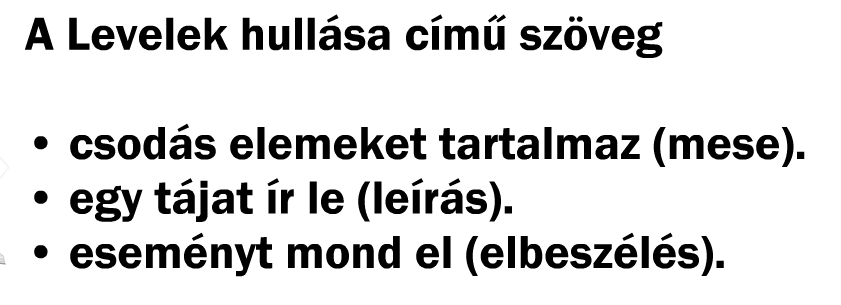 A Levelek hullása című szöveg
• csodás elemeket tartalmaz (mese).
• egy tájat ír le (leírás).
• eseményt mond el (elbeszélés).